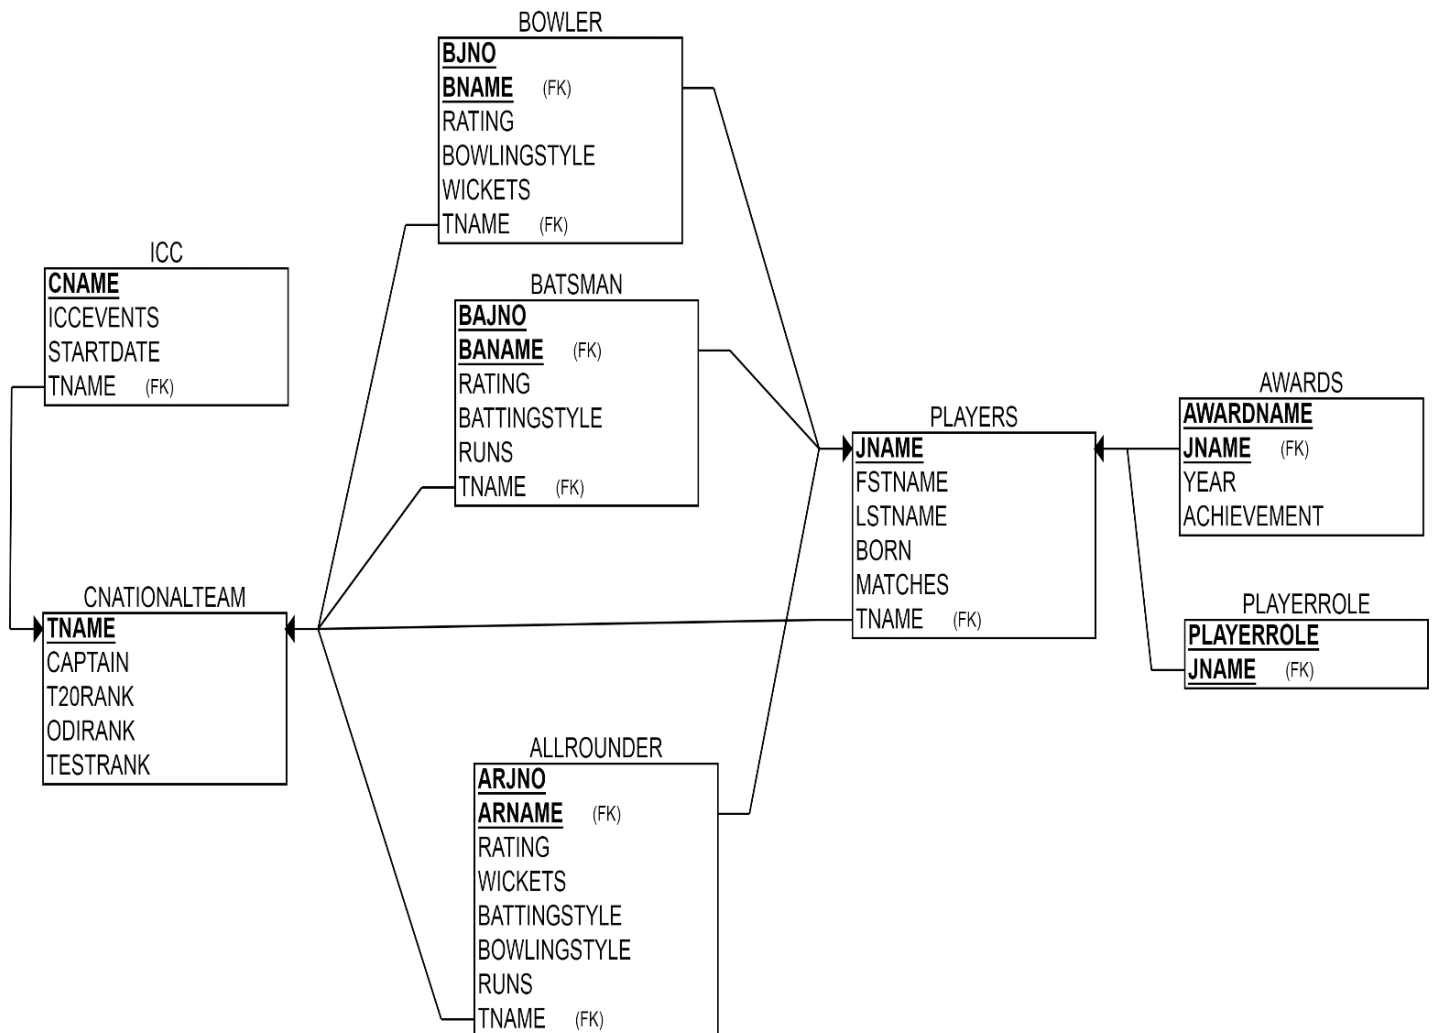 BOWLER
BJNO
BNAME (FK)
RATING
BOWLINGSTYLE
WICKETS
TNAME (FK)
ICC
CNAME
ICCEVENTS
STARTDATE
TNAME (FK)
BATSMAN
BAJNO
BANAME (FK)
RATING
BATTINGSTYLE
RUNS
TNAME (FK)
PLAYERS
JNAME
FSTNAME
LSTNAME
BORN
MATCHES
TNAME (FK)
AWARDS
AWARDNAME
JNAME (FK)
YEAR
ACHIEVEMENT
PLAYERROLE
PLAYERROLE
JNAME (FK)
CNATIONALTEAM
TNAME
CAPTAIN
T20RANK
ODIRANK
TESTRANK
ALLROUNDER
ARJNO
ARNAME (FK)
RATING
WICKETS
BATTINGSTYLE
BOWLINGSTYLE
RUNS
TNAME (FK)